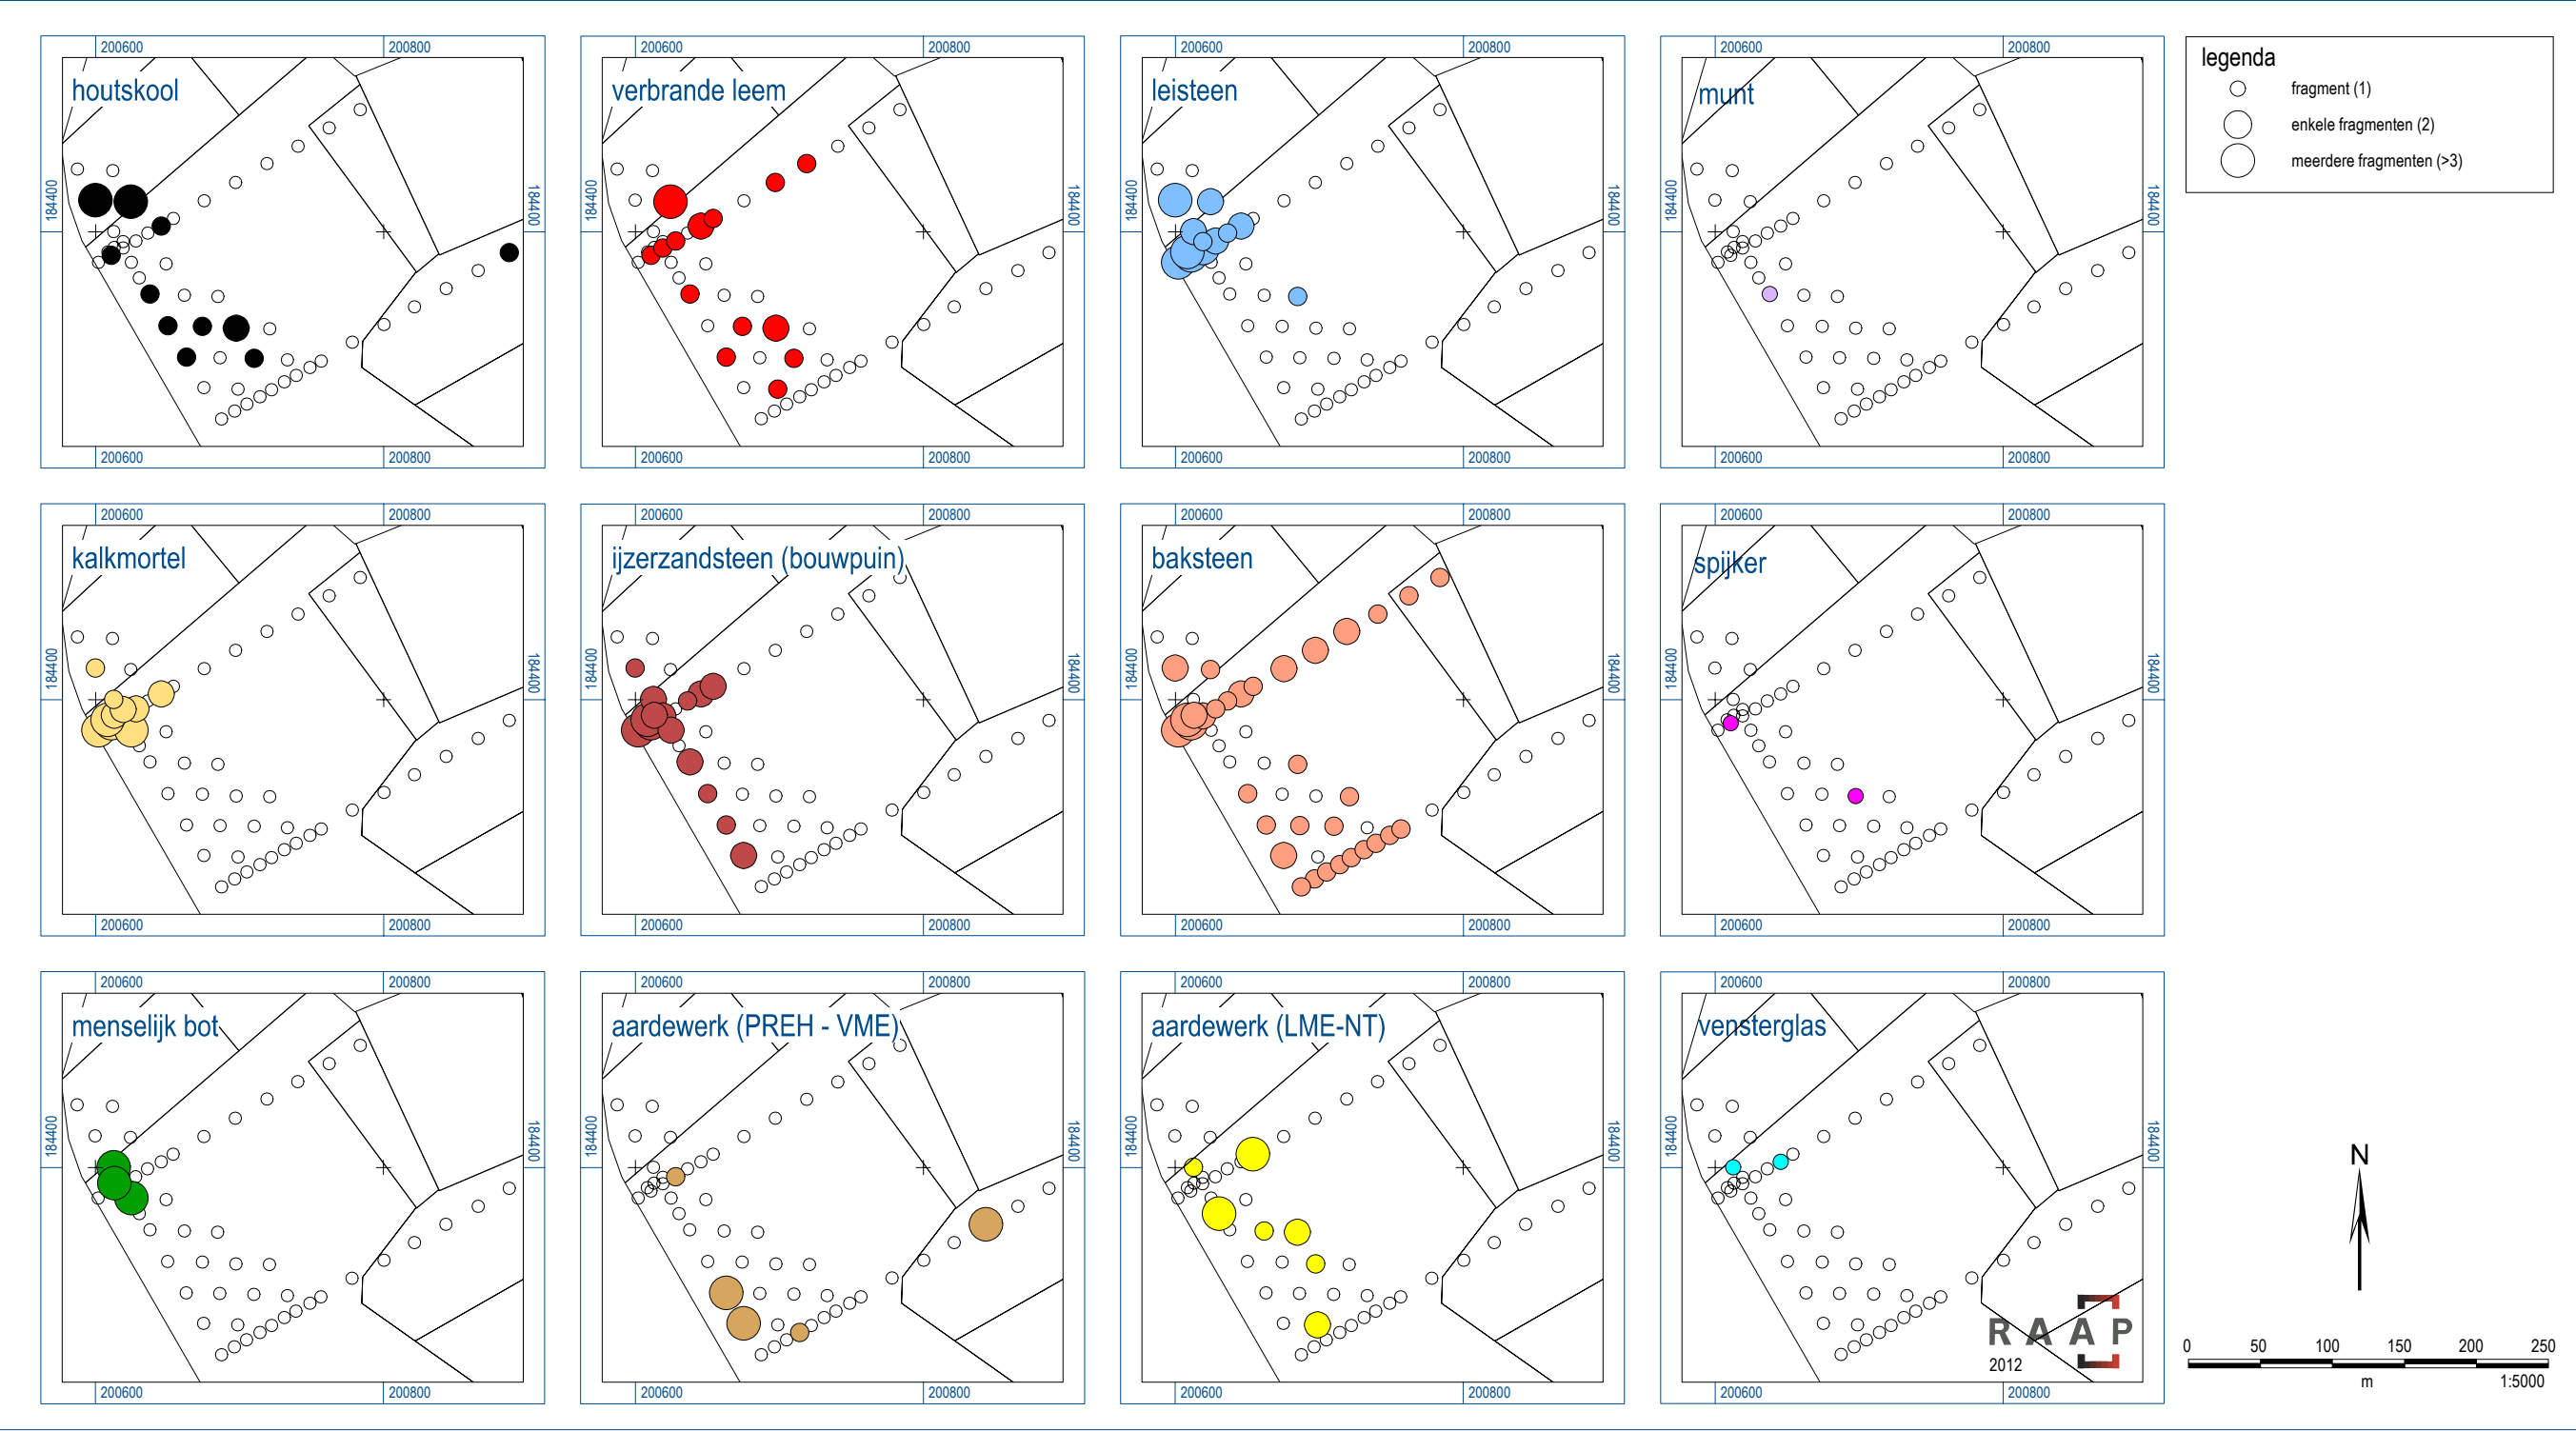 200600 200800 200600 200800 200600 200800 200600 200800
legenda
houtskool verbrande leem leisteen munt
fragment (1)
enkele fragmenten (2)
meerdere fragmenten (>3)
184400 184400 184400 184400 184400 184400 184400 184400
200600 200800 200600 200800 200600 200800 200600 200800
200600 200800 200600 200800 200600 200800 200600 200800
kalkmortel ijzerzandsteen (bouwpuin) baksteen spijker
184400 184400 184400 184400 184400 184400 184400 184400
200600 200800 200600 200800 200600 200800 200600 200800
200600 200800 200600 200800 200600 200800 200600 200800
menselijk bot aardewerk (PREH - VME) aardewerk (LME-NT) vensterglas
184400 184400 184400 184400 184400 184400 184400 184400
N
RAAP
2012
0 50 100 150 200 250
m 1:5000
200600 200800 200600 200800 200600 200800 200600 200800